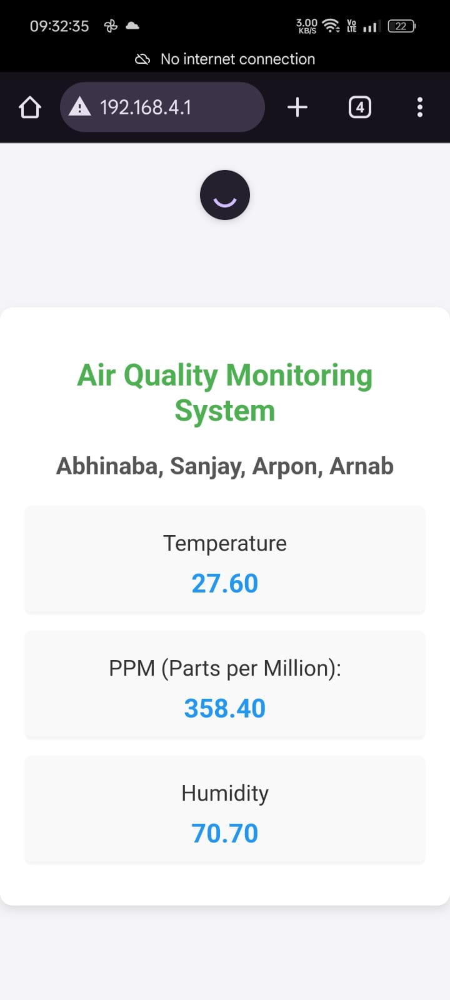 09:32:35 3.00 KB/S Vo LTE 22
No internet connection
192.168.4.1 4
Air Quality Monitoring
System
Abhinaba, Sanjay, Arpon, Arnab
Temperature
27.60
PPM (Parts per Million):
358.40
Humidity
70.70